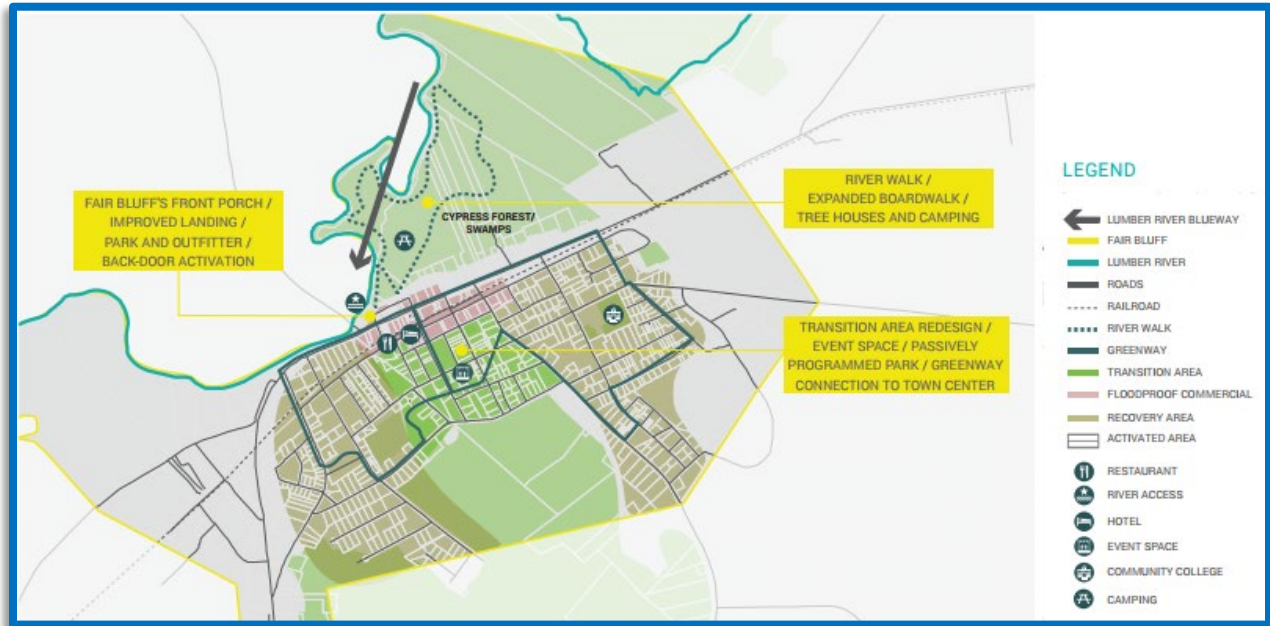 FAIR BLUFF'S FRONT PORCH /
IMPROVED LANDING /
PARK AND OUTFITTER /
BACK-DOOR ACTIVATION
RIVER WALK /
EXPANDED BOARDWALK /
TREE HOUSES AND CAMPING
CYPRESS FOREST/
SWAMPS
TRANSITION AREA REDESIGN /
EVENT SPACE / PASSIVELY
PROGRAMMED PARK / GREENWAY
CONNECTION TO TOWN CENTER
LEGEND
LUMBER RIVER BLUEWAY
FAIR BLUFF
LUMBER RIVER
ROADS
RAILROAD
RIVER WALK
GREENWAY
TRANSITION AREA
FLOODPROOF COMMERCIAL
RECOVERY AREA
ACTIVATED AREA
RESTAURANT
RIVER ACCESS
HOTEL
EVENT SPACE
COMMUNITY COLLEGE
CAMPING